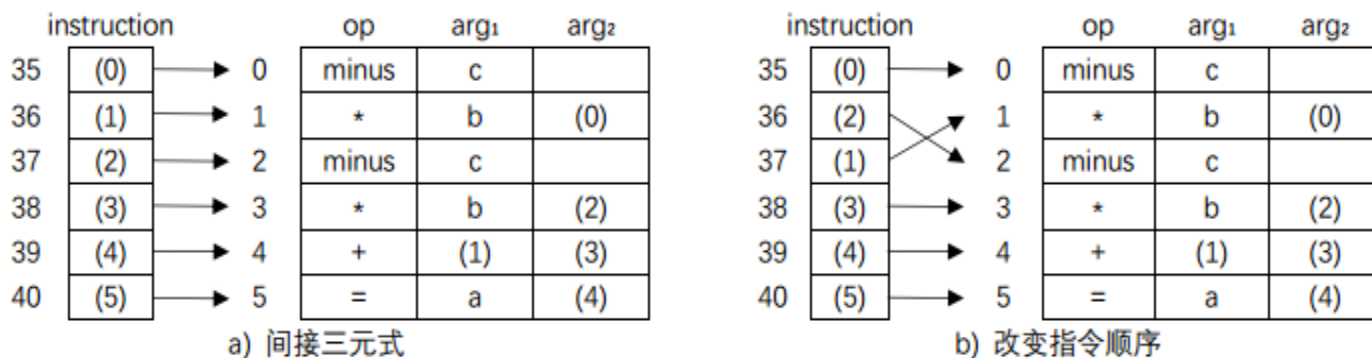 instruction op arg₁ arg₂
35 (0) 0 minus c
36 (1) 1 * b (0)
37 (2) 2 minus c
38 (3) 3 * b (2)
39 (4) 4 + (1) (3)
40 (5) 5 = a (4)
a) 间接三元式
instruction op arg₁ arg₂
35 (0) 0 minus c
36 (2) 1 * b (0)
37 (1) 2 minus c
38 (3) 3 * b (2)
39 (4) 4 + (1) (3)
40 (5) 5 = a (4)
b) 改变指令顺序